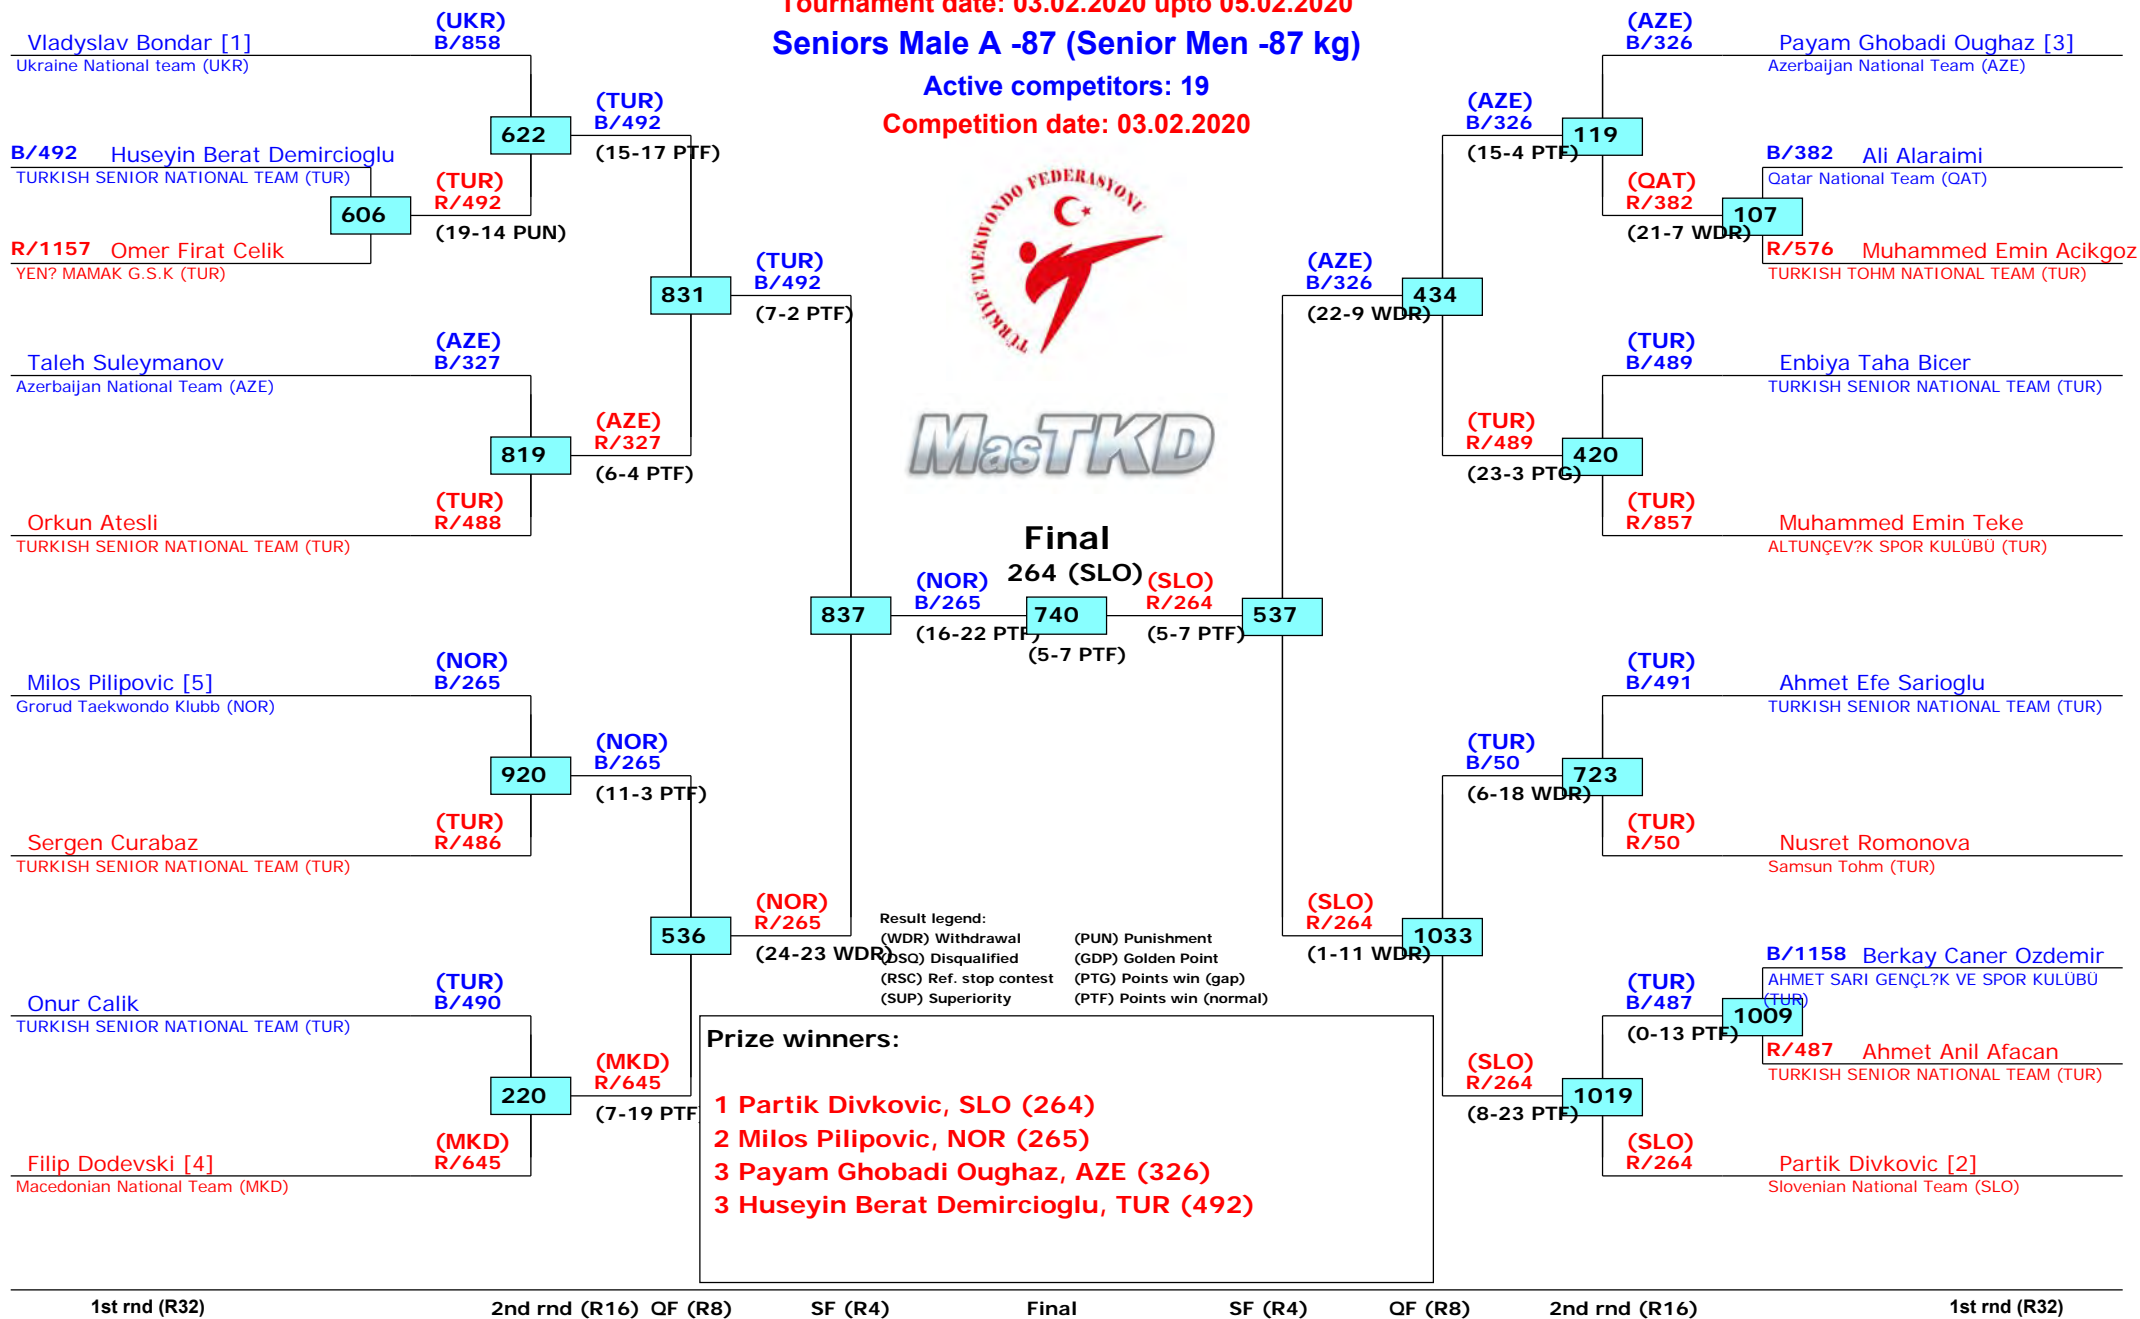 Tournament date: 03.02.2020 upto 05.02.2020
Seniors Male A -87 (Senior Men -87 kg)
Active competitors: 19
Competition date: 03.02.2020
(UKR)
Vladyslav Bondar [1] B/858
Ukraine National team (UKR)
622
(TUR)
B/492
(15-17 PTF)
B/492 Huseyin Berat Demircioglu
TURKISH SENIOR NATIONAL TEAM (TUR)
606
(TUR)
R/492
(19-14 PUN)
R/1157 Omer Firat Celik
YEN? MAMAK G.S.K (TUR)
831
(TUR)
B/492
(7-2 PTF)
(AZE)
Taleh Suleymanov B/327
Azerbaijan National Team (AZE)
819
(AZE)
R/327
(6-4 PTF)
(TUR)
Orkun Atesli R/488
TURKISH SENIOR NATIONAL TEAM (TUR)
837
(NOR)
B/265
(16-22 PTF)
(NOR)
Milos Pilipovic [5] B/265
Grorud Taekwondo Klubb (NOR)
920
(NOR)
B/265
(11-3 PTF)
(TUR)
Sergen Curabaz R/486
TURKISH SENIOR NATIONAL TEAM (TUR)
536
(NOR)
R/265
(24-23 WDR)
(TUR)
Onur Calik B/490
TURKISH SENIOR NATIONAL TEAM (TUR)
220
(MKD)
R/645
(7-19 PTF
(MKD)
Filip Dodevski [4] R/645
Macedonian National Team (MKD)
TÜRKİYE TAEKWONDO FEDERASYONU
MasTKD
Final
264 (SLO)
740
(5-7 PTF)
(SLO)
R/264
(5-7 PTF)
537
(AZE)
B/326 Payam Ghobadi Oughaz [3]
Azerbaijan National Team (AZE)
(AZE)
B/326
(15-4 PTF)
119
B/382 Ali Alaraimi
Qatar National Team (QAT)
(QAT)
R/382
(21-7 WDR)
107
R/576 Muhammed Emin Acikgoz
TURKISH TOHM NATIONAL TEAM (TUR)
(AZE)
B/326
(22-9 WDR)
434
(TUR)
B/489 Enbiya Taha Bicer
TURKISH SENIOR NATIONAL TEAM (TUR)
(TUR)
R/489
(23-3 PTG)
420
(TUR)
R/857 Muhammed Emin Teke
ALTUNÇEV?K SPOR KULÜBÜ (TUR)
(TUR)
B/491 Ahmet Efe Sarioglu
TURKISH SENIOR NATIONAL TEAM (TUR)
(TUR)
B/50
(6-18 WDR)
723
(TUR)
R/50 Nusret Romonova
Samsun Tohm (TUR)
(SLO)
R/264
(1-11 WDR)
1033
B/1158 Berkay Caner Ozdemir
AHMET SARI GENÇL?K VE SPOR KULÜBÜ
(TUR)
(TUR)
B/487
(0-13 PTF)
1009
R/487 Ahmet Anil Afacan
TURKISH SENIOR NATIONAL TEAM (TUR)
(SLO)
R/264
(8-23 PTF)
1019
(SLO)
R/264 Partik Divkovic [2]
Slovenian National Team (SLO)
Result legend:
(WDR) Withdrawal (PUN) Punishment
(DSQ) Disqualified (GDP) Golden Point
(RSC) Ref. stop contest (PTG) Points win (gap)
(SUP) Superiority (PTF) Points win (normal)
Prize winners:
1 Partik Divkovic, SLO (264)
2 Milos Pilipovic, NOR (265)
3 Payam Ghobadi Oughaz, AZE (326)
3 Huseyin Berat Demircioglu, TUR (492)
1st rnd (R32) 2nd rnd (R16) QF (R8) SF (R4) Final SF (R4) QF (R8) 2nd rnd (R16) 1st rnd (R32)